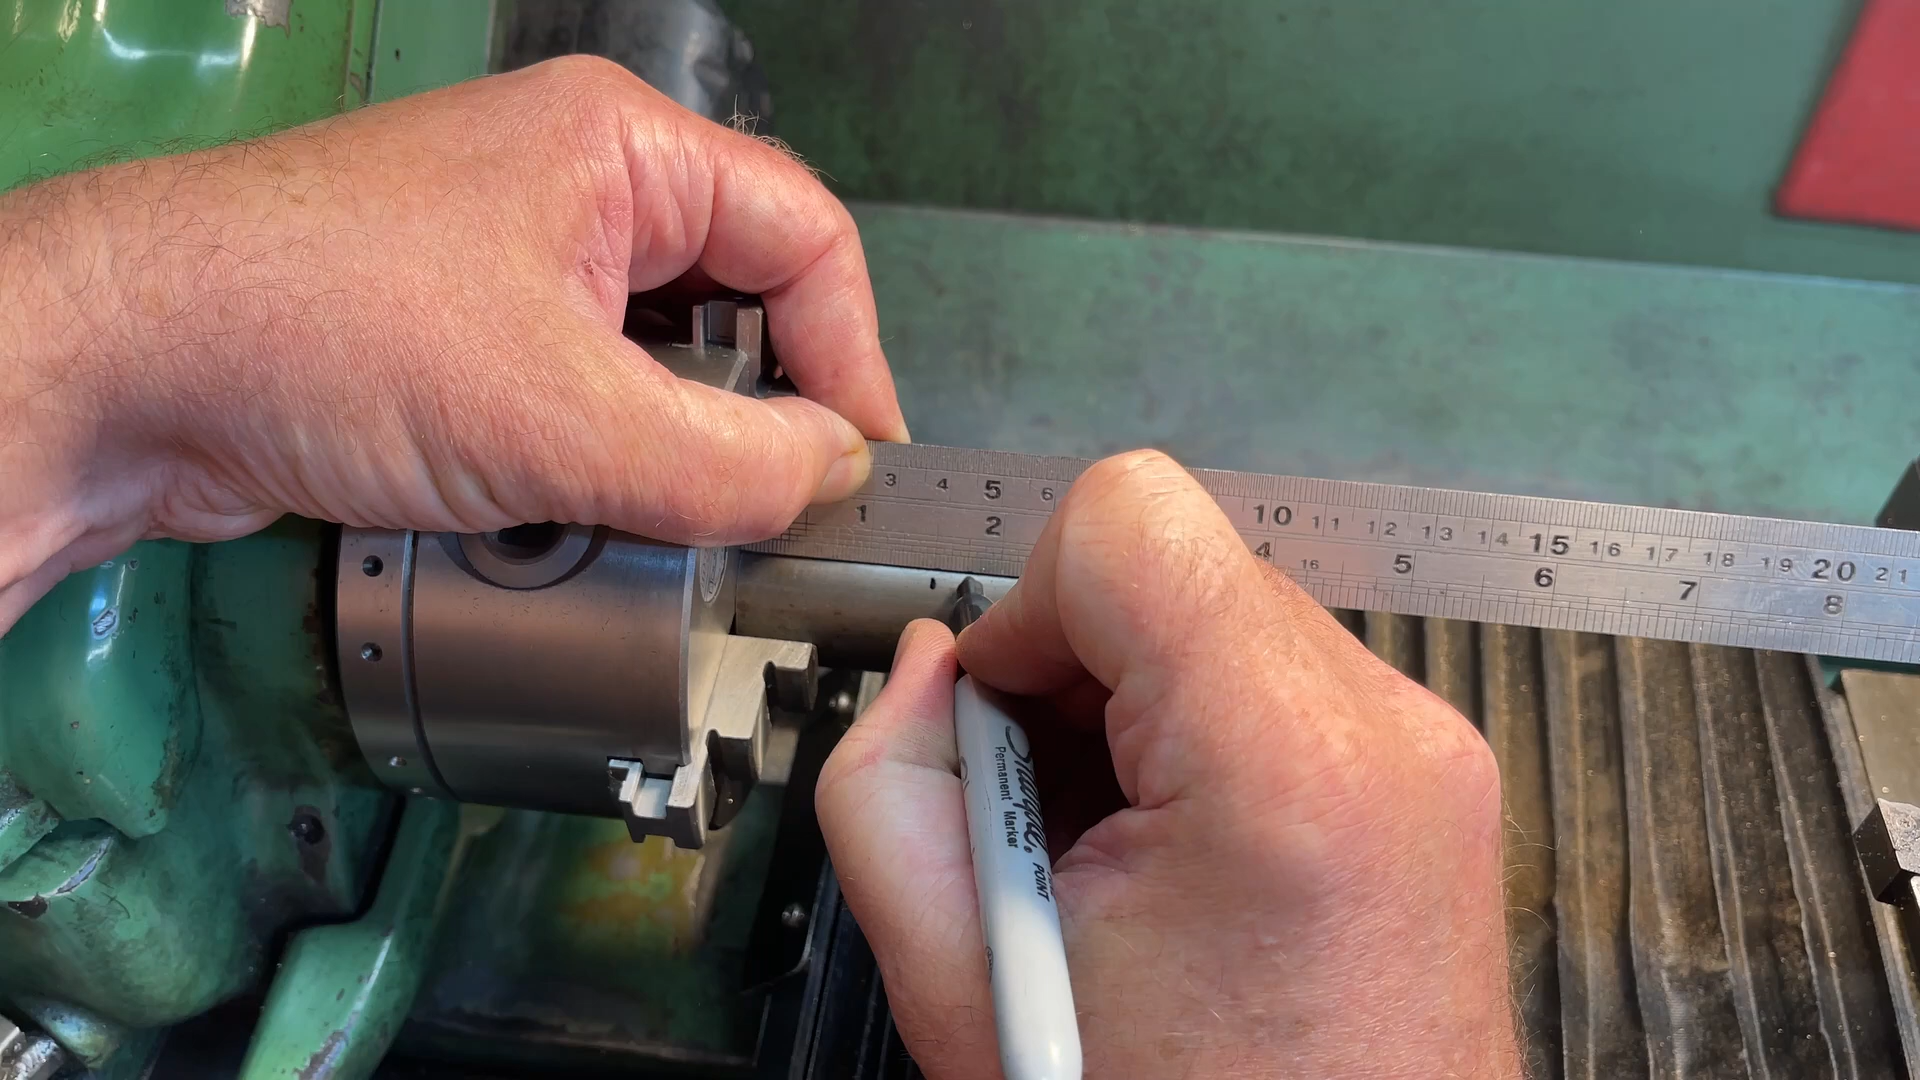 3 4 5 6 10 11 12 13 14 15 16 17 18 19 20 21
1 2 4 16 5 6 7 8
Sharpie.
Permanent Marker
POINT